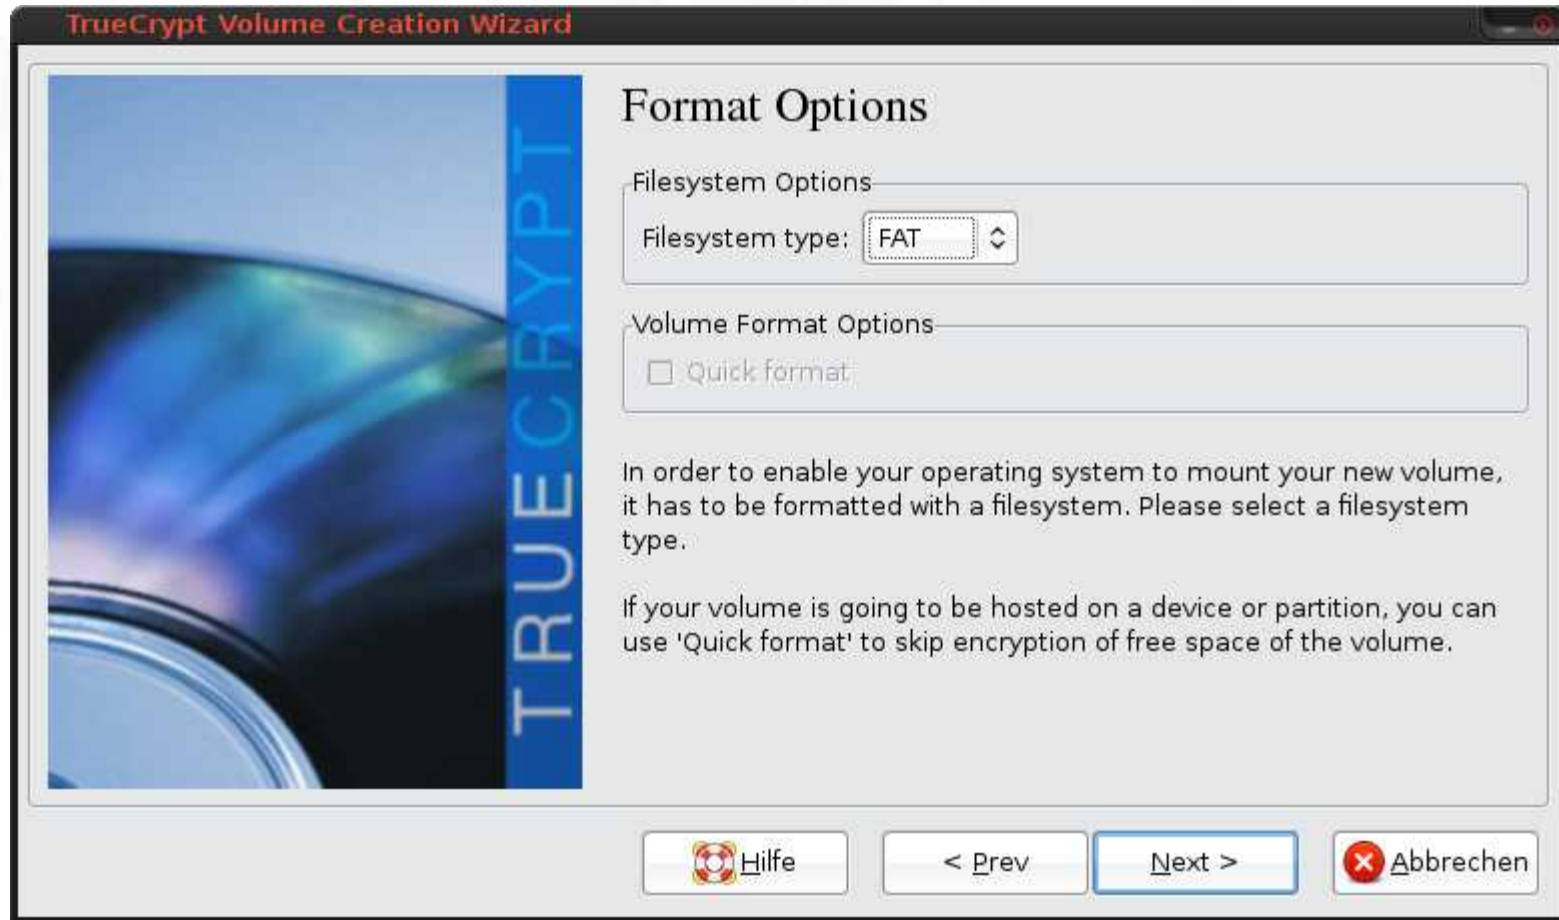 TrueCrypt Volume Creation Wizard
TRUECRYPT
Format Options
Filesystem Options
Filesystem type: FAT
Volume Format Options
Quick format
In order to enable your operating system to mount your new volume,
it has to be formatted with a filesystem. Please select a filesystem
type.
If your volume is going to be hosted on a device or partition, you can
use 'Quick format' to skip encryption of free space of the volume.
Hilfe
< Prev
Next >
Abbrechen